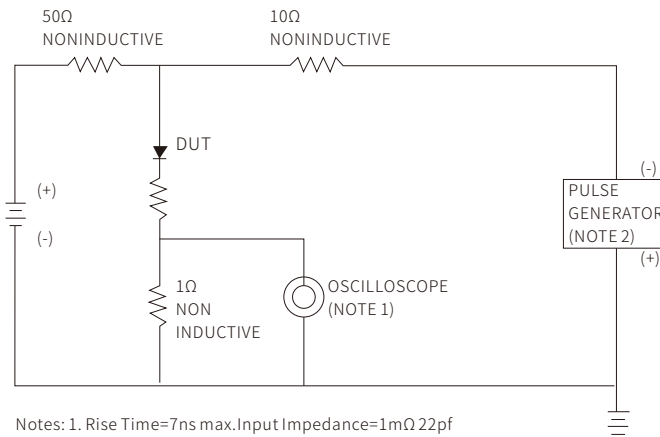 50Ω
NONINDUCTIVE
10Ω
NONINDUCTIVE
DUT
(+)
(-)
1Ω
NON
INDUCTIVE
OSCILLOSCOPE
(NOTE 1)
(-)
PULSE
GENERATOR
(NOTE 2)
(+)
Notes: 1. Rise Time=7ns max.Input Impedance=1mΩ 22pf